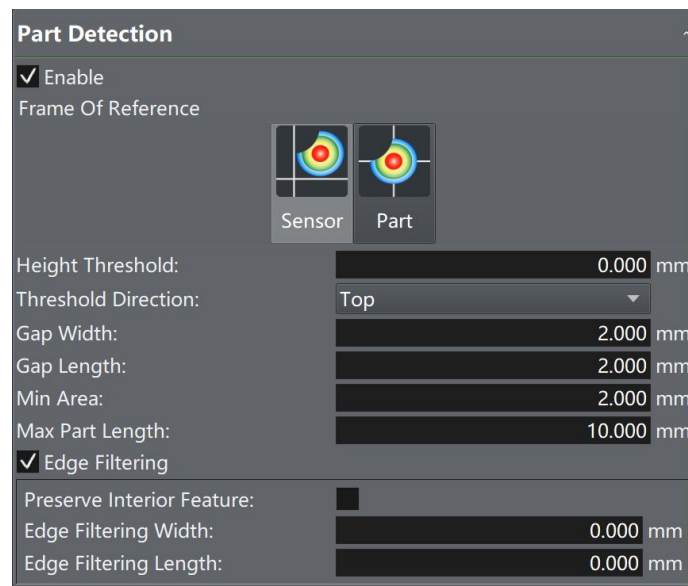 Part Detection
Enable
Frame Of Reference
Sensor Part
Height Threshold: 0.000 mm
Threshold Direction: Top
Gap Width: 2.000 mm
Gap Length: 2.000 mm
Min Area: 2.000 mm
Max Part Length: 10.000 mm
Edge Filtering
Preserve Interior Feature:
Edge Filtering Width: 0.000 mm
Edge Filtering Length: 0.000 mm